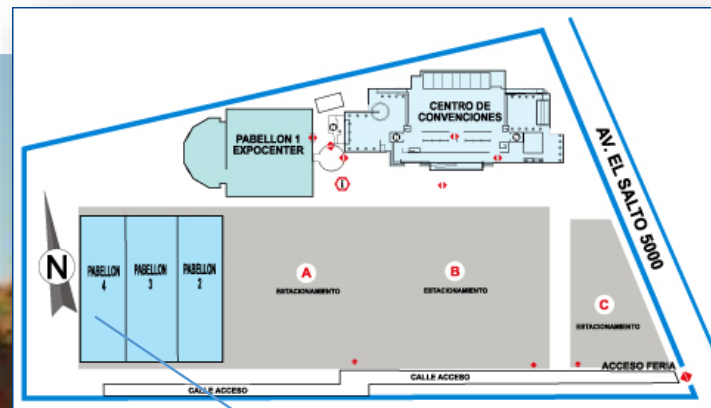 CENTRO DE
CONVENCIONES
PABELLON 1
EXPOCENTER
i
AV. EL SALTO 5000
N
PABELLON
4
PABELLON
3
PABELLON
2
A
ESTACIONAMIENTO
B
ESTACIONAMIENTO
C
ESTACIONAMIENTO
ACCESO FERIA
CALLE ACCESO
CALLE ACCESO